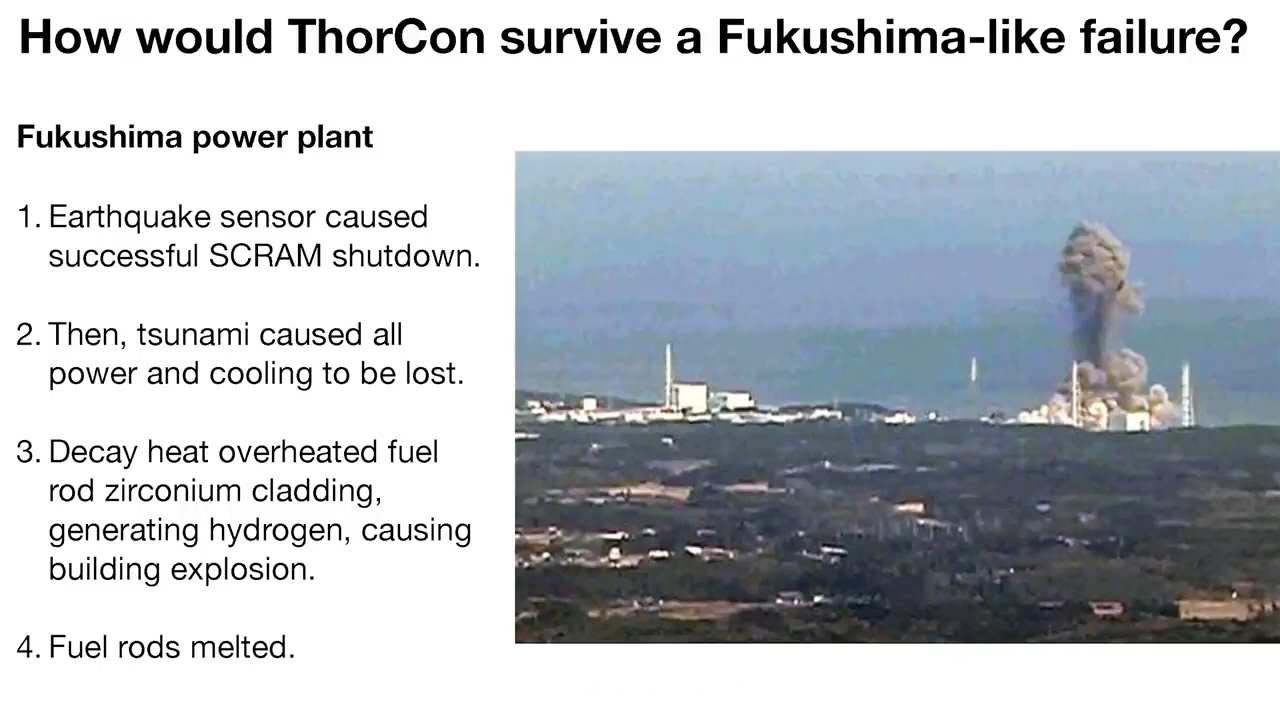 How would ThorCon survive a Fukushima-like failure?
Fukushima power plant
1. Earthquake sensor caused
successful SCRAM shutdown.
2. Then, tsunami caused all
power and cooling to be lost.
3. Decay heat overheated fuel
rod zirconium cladding,
generating hydrogen, causing
building explosion.
4. Fuel rods melted.